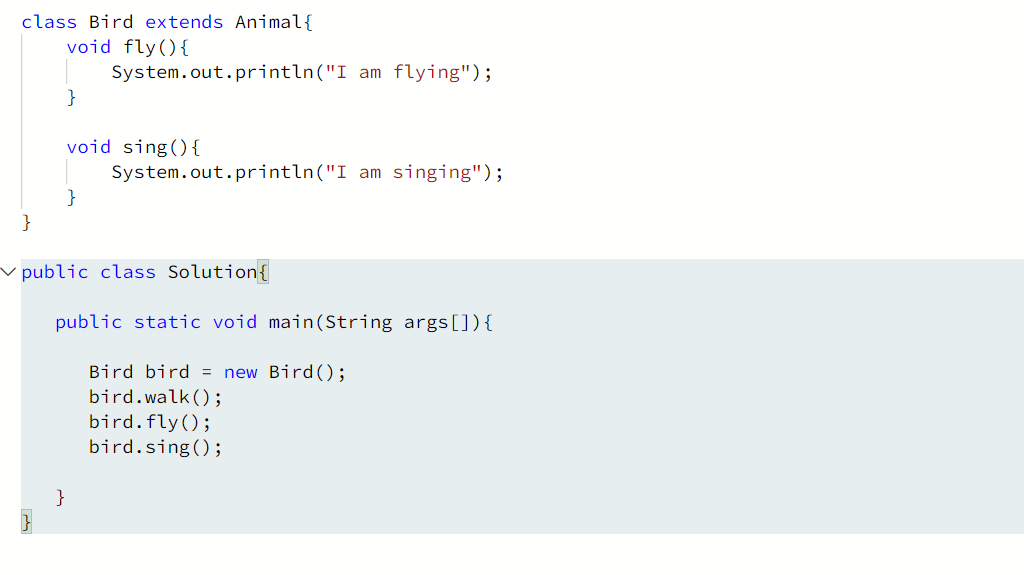 class Bird extends Animal{
    void fly(){
        System.out.println("I am flying");
    }

    void sing(){
        System.out.println("I am singing");
    }
}

public class Solution{

   public static void main(String args[]){

      Bird bird = new Bird();
      bird.walk();
      bird.fly();
      bird.sing();

   }
}